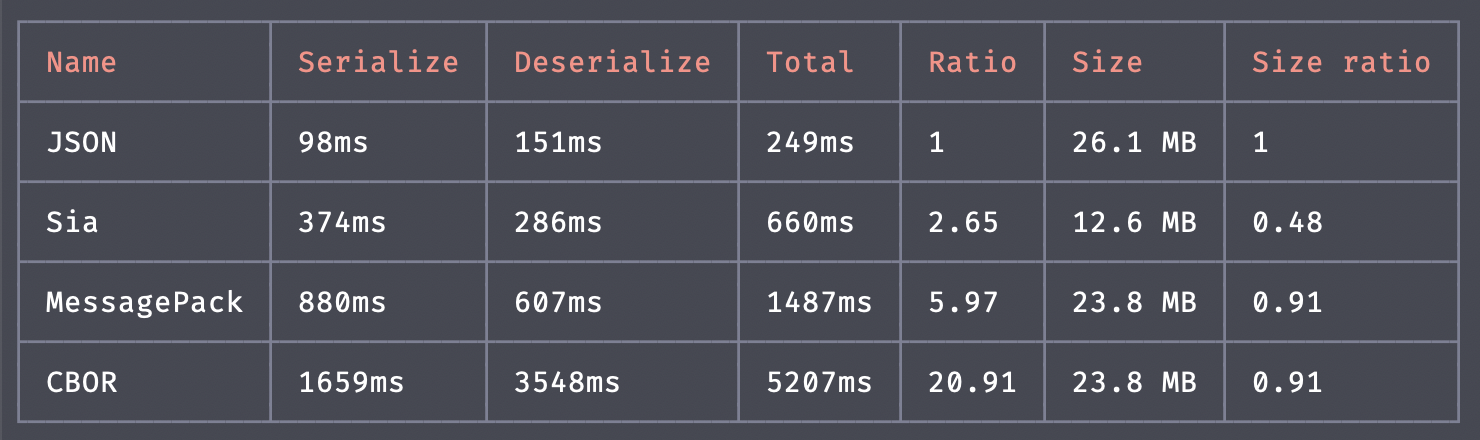 Name Serialize Deserialize Total Ratio Size Size ratio
JSON 98ms 151ms 249ms 1 26.1 MB 1
Sia 374ms 286ms 660ms 2.65 12.6 MB 0.48
MessagePack 880ms 607ms 1487ms 5.97 23.8 MB 0.91
CBOR 1659ms 3548ms 5207ms 20.91 23.8 MB 0.91